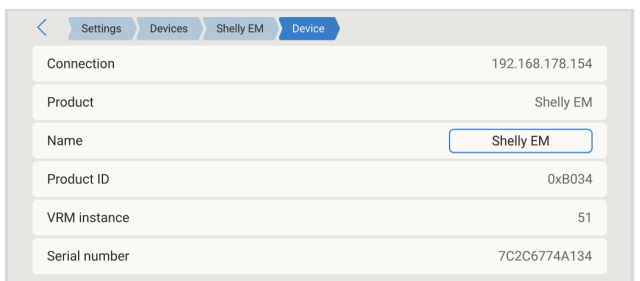 Settings Devices Shelly EM Device
Connection 192.168.178.154
Product Shelly EM
Name Shelly EM
Product ID 0xB034
VRM instance 51
Serial number 7C2C6774A134